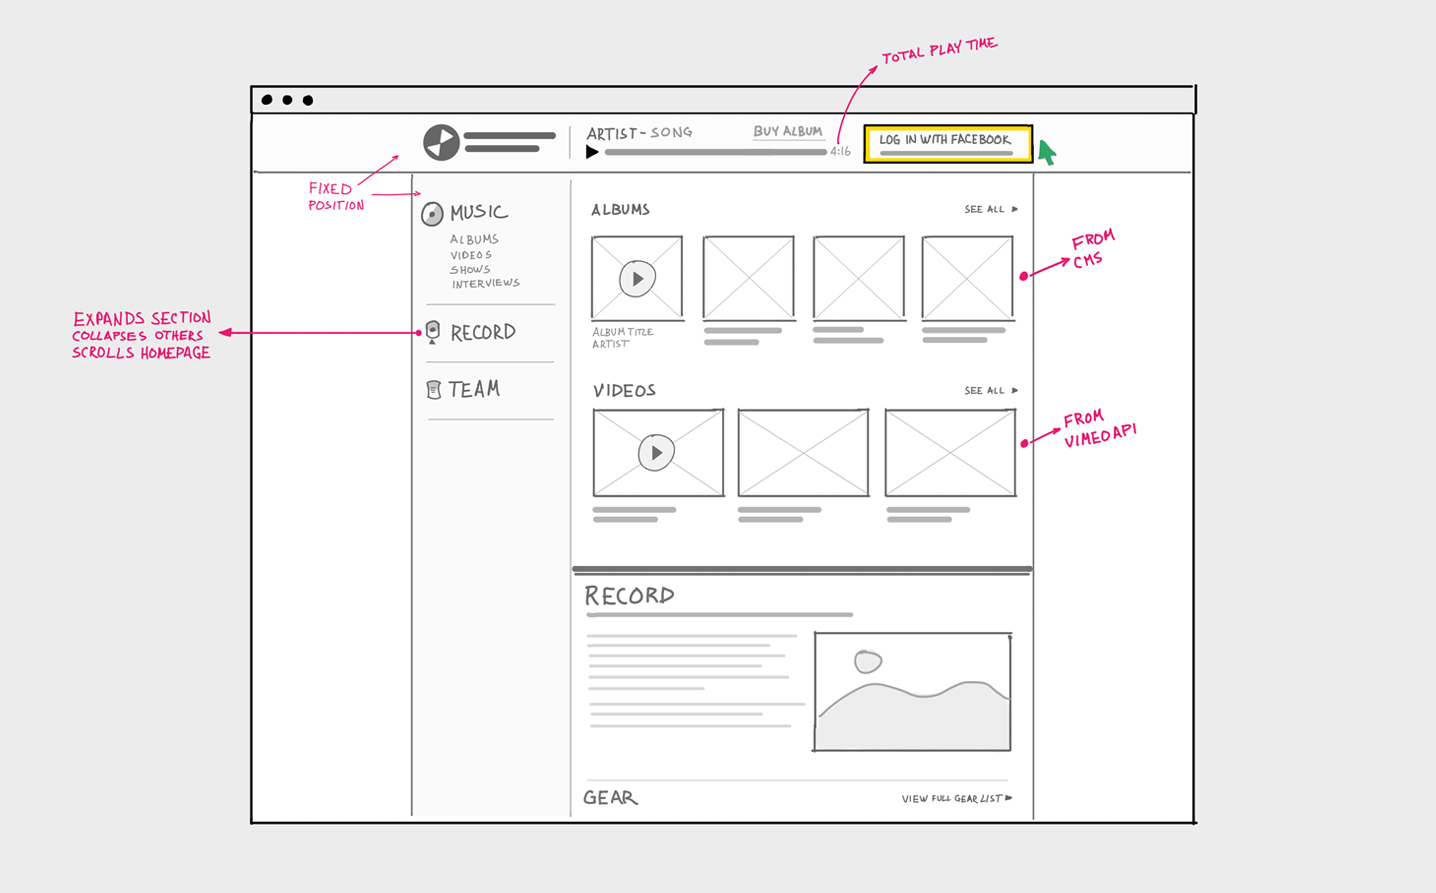 TOTAL PLAY TIME
ARTIST - SONG
BUY ALBUM
4:16
LOG IN WITH FACEBOOK
FIXED
POSITION
MUSIC
ALBUMS
VIDEOS
SHOWS
INTERVIEWS
EXPANDS SECTION
COLLAPSES OTHERS
SCROLLS HOMEPAGE
RECORD
TEAM
ALBUMS
SEE ALL
FROM
CMS
ALBUM TITLE
ARTIST
VIDEOS
SEE ALL
FROM
VIMEO API
RECORD
GEAR
VIEW FULL GEAR LIST